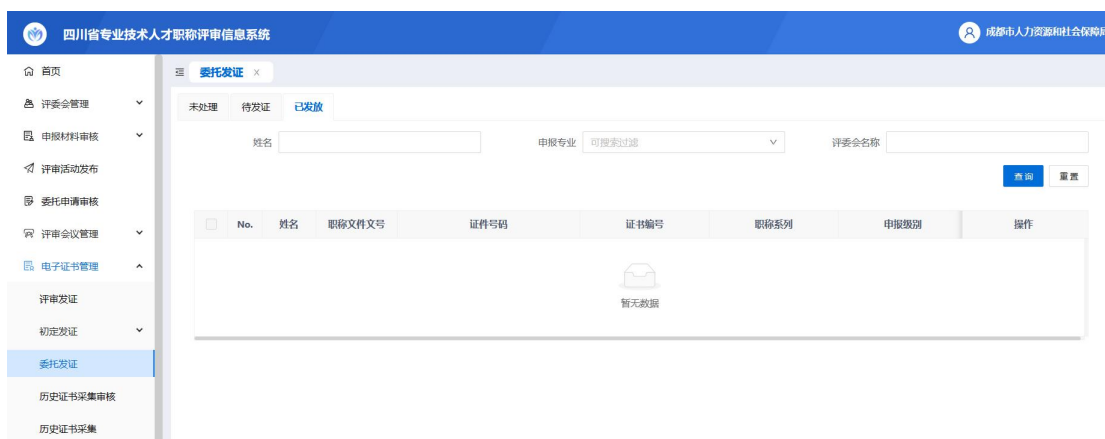 四川省专业技术人才职称评审信息系统
成都市人力资源和社会保障局
首页
委托发证 ×
评委会管理
未处理 待发证 已发放
申报材料审核
姓名 申报专业 可搜索过滤 评委会名称
评审活动发布
查询 重置
委托申请审核
No. 姓名 职称文件文号 证件号码 证书编号 职称系列 申报级别 操作
评审会议管理
电子证书管理
暂无数据
评审发证
初定发证
委托发证
历史证书采集审核
历史证书采集